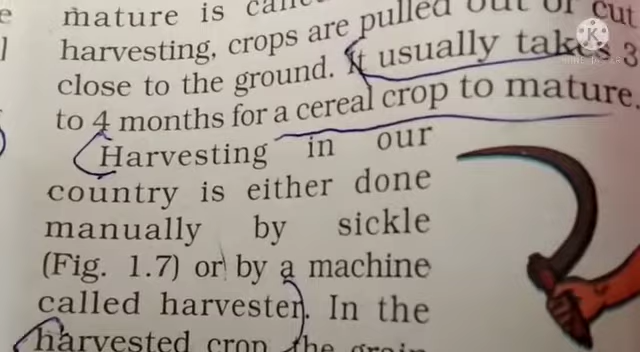 mature is
harvesting, crops are pulled out or cut
close to the ground. It usually takes 3
to 4 months for a cereal crop to mature.
Harvesting in our
country is either done
manually by sickle
(Fig. 1.7) or by a machine
called harvester. In the
harvested crop the grain